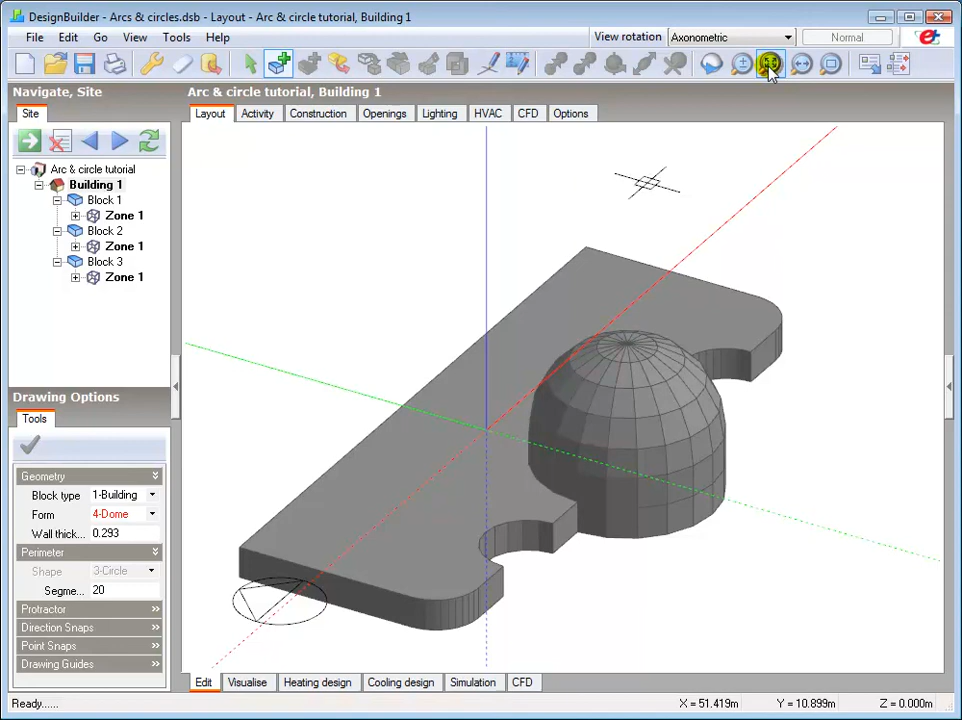 DesignBuilder - Arcs & circles.dsb - Layout - Arc & circle tutorial, Building 1
File Edit Go View Tools Help
View rotation Axonometric Normal
Navigate, Site
Arc & circle tutorial, Building 1
Site
Layout Activity Construction Openings Lighting HVAC CFD Options
Arc & circle tutorial
Building 1
Block 1
Zone 1
Block 2
Zone 1
Block 3
Zone 1
Drawing Options
Tools
Geometry
Block type 1-Building
Form 4-Dome
Wall thick... 0.293
Perimeter
Shape 3-Circle
Segme... 20
Protractor
Direction Snaps
Point Snaps
Drawing Guides
Edit Visualise Heating design Cooling design Simulation CFD
Ready...... X = 51.419m Y = 10.899m Z = 0.000m